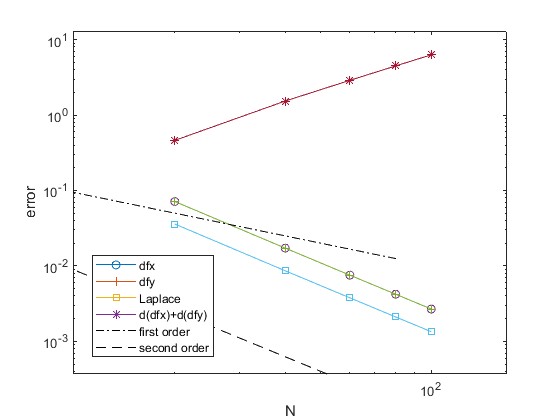 10^1
10^0
10^-1
10^-2
10^-3
error
dfx
dfy
Laplace
d(dfx)+d(dfy)
first order
second order
10^2
N